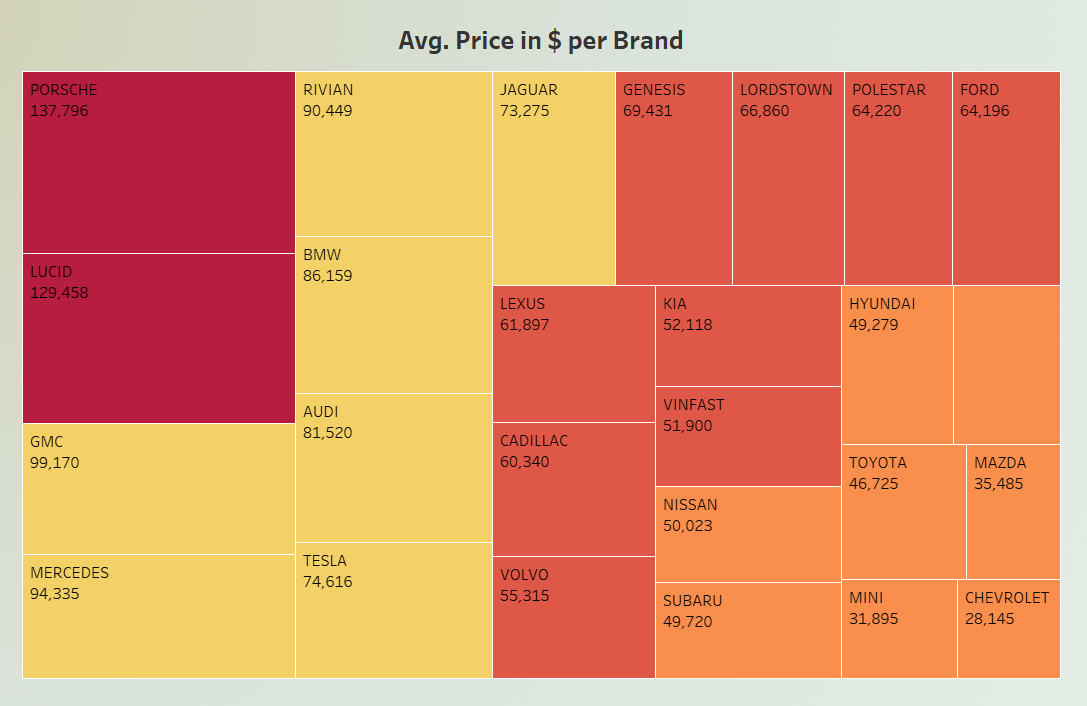 Avg. Price in $ per Brand
PORSCHE
137,796
LUCID
129,458
GMC
99,170
MERCEDES
94,335
RIVIAN
90,449
BMW
86,159
AUDI
81,520
TESLA
74,616
JAGUAR
73,275
GENESIS
69,431
LORDSTOWN
66,860
POLESTAR
64,220
FORD
64,196
LEXUS
61,897
CADILLAC
60,340
VOLVO
55,315
KIA
52,118
VINFAST
51,900
NISSAN
50,023
SUBARU
49,720
HYUNDAI
49,279
TOYOTA
46,725
MAZDA
35,485
MINI
31,895
CHEVROLET
28,145